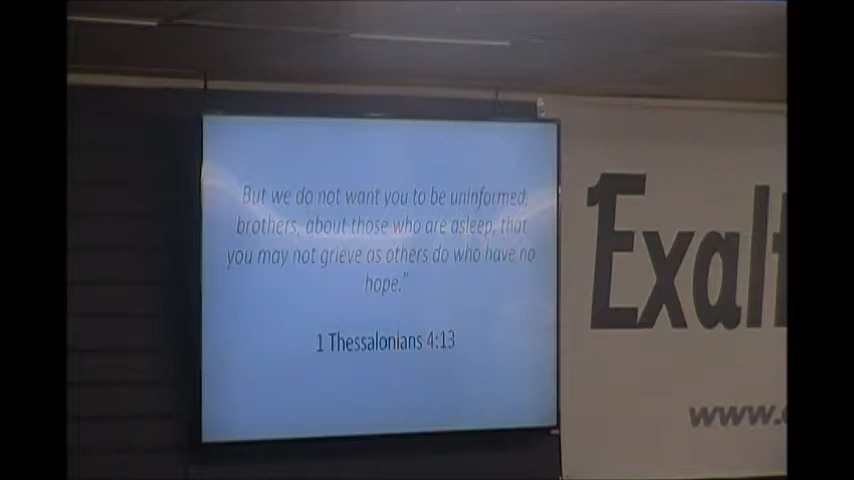 "But we do not want you to be uninformed,
brothers, about those who are asleep, that
you may not grieve as others do who have no
hope."
1 Thessalonians 4:13
Exalt
www.